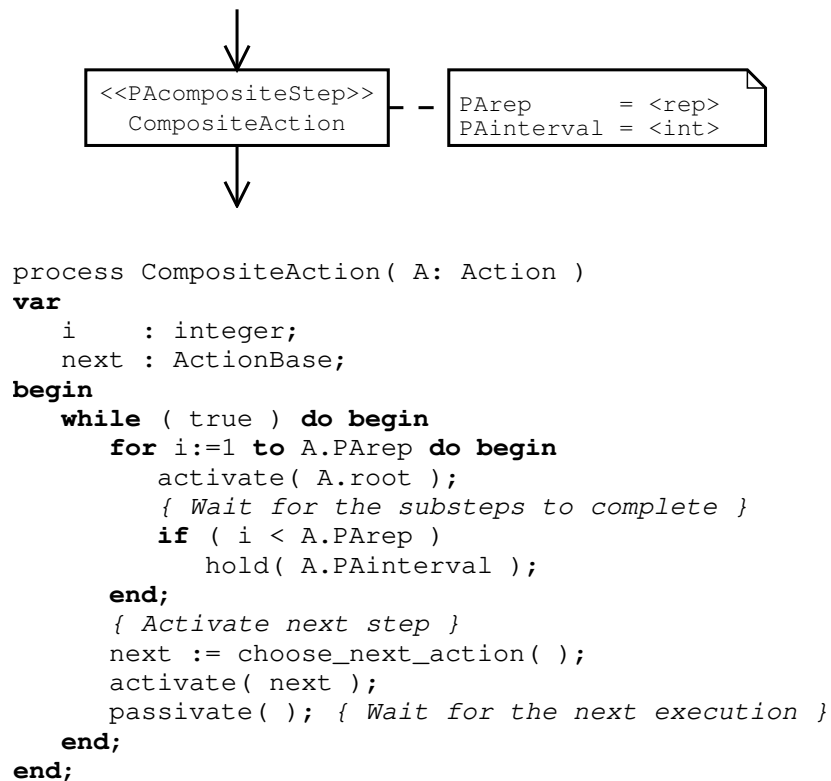 <<PAcompositeStep>>
CompositeAction
PArep      = <rep>
PAinterval = <int>
process CompositeAction( A: Action )
var
   i    : integer;
   next : ActionBase;
begin
   while ( true ) do begin
      for i:=1 to A.PArep do begin
         activate( A.root );
         { Wait for the substeps to complete }
         if ( i < A.PArep )
            hold( A.PAinterval );
      end;
      { Activate next step }
      next := choose_next_action( );
      activate( next );
      passivate( ); { Wait for the next execution }
   end;
end;